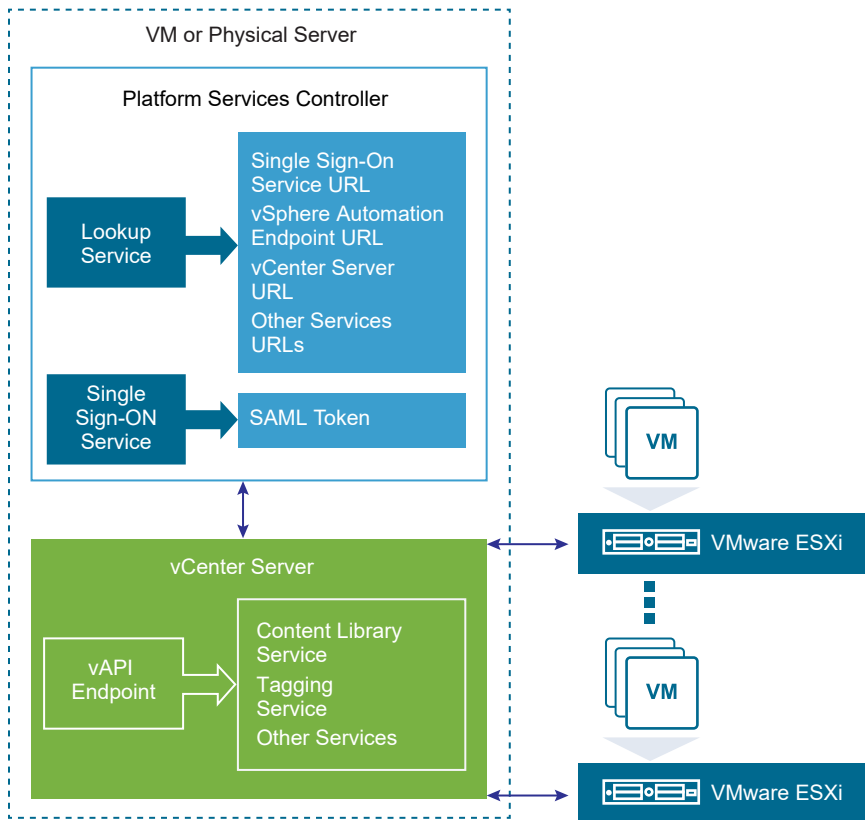 VM or Physical Server
Platform Services Controller
Lookup
Service
Single Sign-On
Service URL
vSphere Automation
Endpoint URL
vCenter Server
URL
Other Services
URLs
Single
Sign-ON
Service
SAML Token
vCenter Server
vAPI
Endpoint
Content Library
Service
Tagging
Service
Other Services
VM
VMware ESXi
VM
VMware ESXi